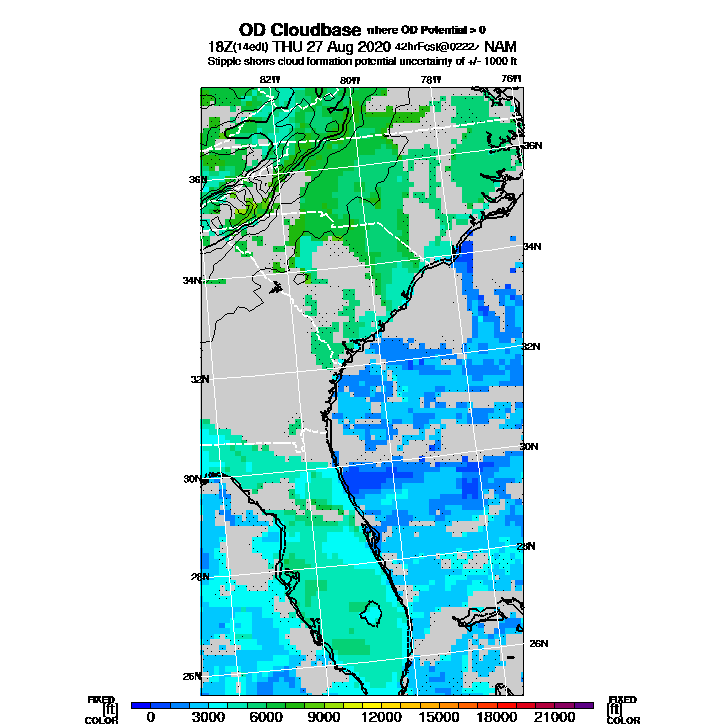 OD Cloudbase where OD Potential > 0
18Z(14edt) THU 27 Aug 2020 42hrFcst@0222z NAM
Stipple shows cloud formation potential uncertainty of +/- 1000 ft
82W 80W 78W 76W
36N
36N
34N
34N
32N
32N
30N
30N
28N
28N
26N
26N
FIXED [ft] COLOR
0 3000 6000 9000 12000 15000 18000 21000
FIXED [ft] COLOR